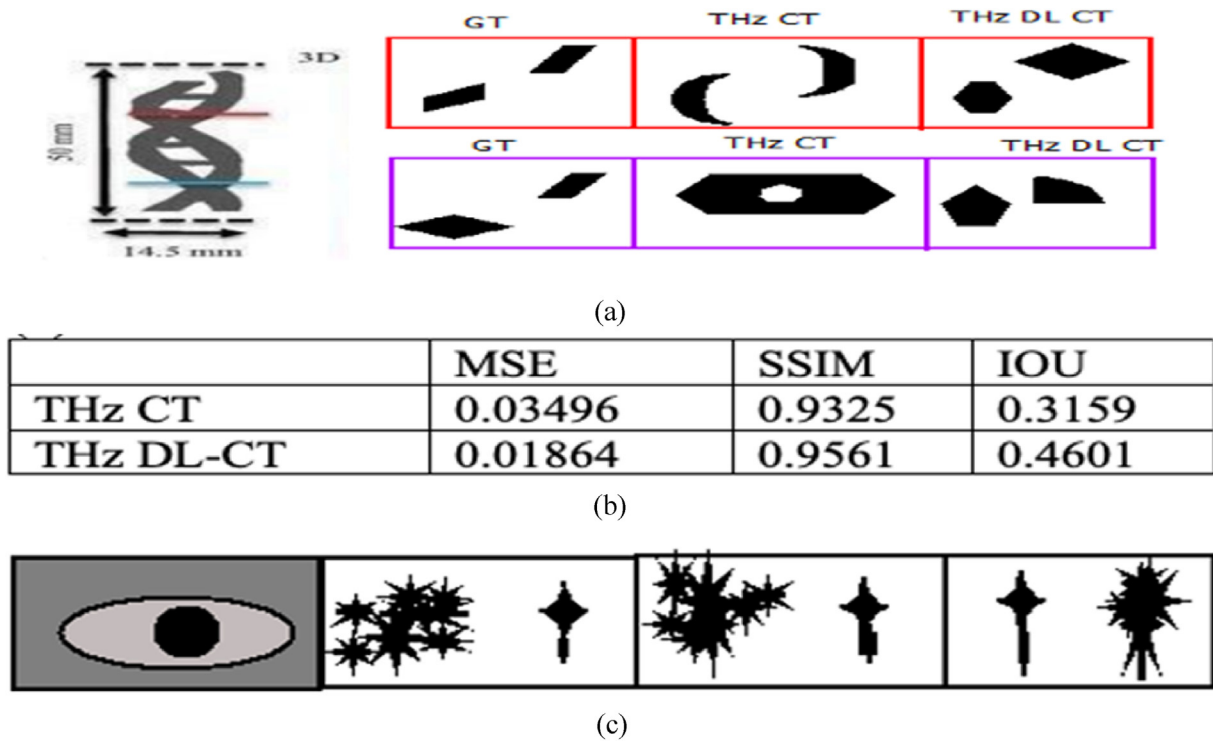 GT THz CT THz DL CT
3D
50 mm
GT THz CT THz DL CT
14.5 mm
(a)
MSE SSIM IOU
THz CT 0.03496 0.9325 0.3159
THz DL-CT 0.01864 0.9561 0.4601
(b)
(c)